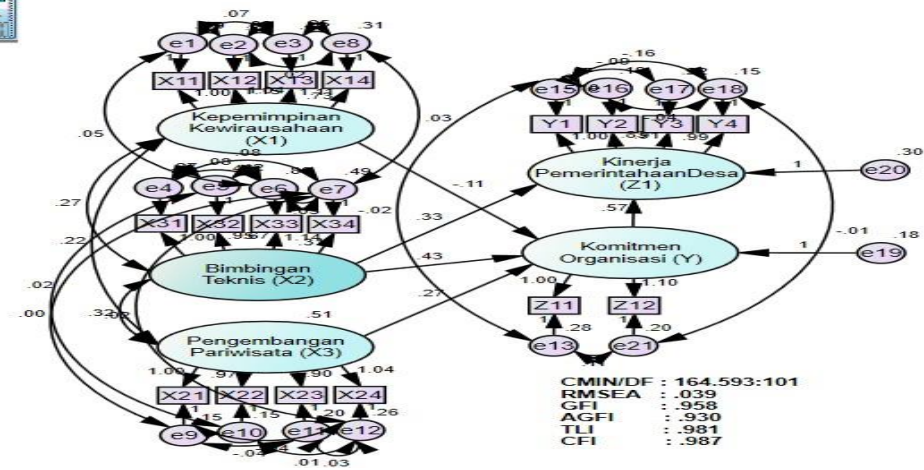 .07
.31
e1 e2 e3 e8
X11 X12 X13 X14
1.00
.73
Kepemimpinan
Kewirausahaan
(X1)
.05
.08
.49
e4 e5 e6 e7
X31 X32 X33 X34
1.00 1.14
-.02
.27
.22
.02
.00
Bimbingan
Teknis (X2)
.51
Pengembangan
Pariwisata (X3)
1.00 .97 .90 1.04
X21 X22 X23 X24
.15 .15 .20 .26
e9 e10 e11 e12
.01 .03
-.16
.15
e15 e16 e17 e18
Y1 Y2 Y3 Y4
1.00 .99
.03
Kinerja
PemerintahaanDesa
(Z1)
.30
1
e20
-.11
.33
.57
.43
.27
Komitmen
Organisasi (Y)
-.01
.18
1
e19
1.00 1.10
Z11 Z12
1 1
.28 .20
e13 e21
CMIN/DF : 164.593:101
RMSEA : .039
GFI : .958
AGFI : .930
TLI : .981
CFI : .987